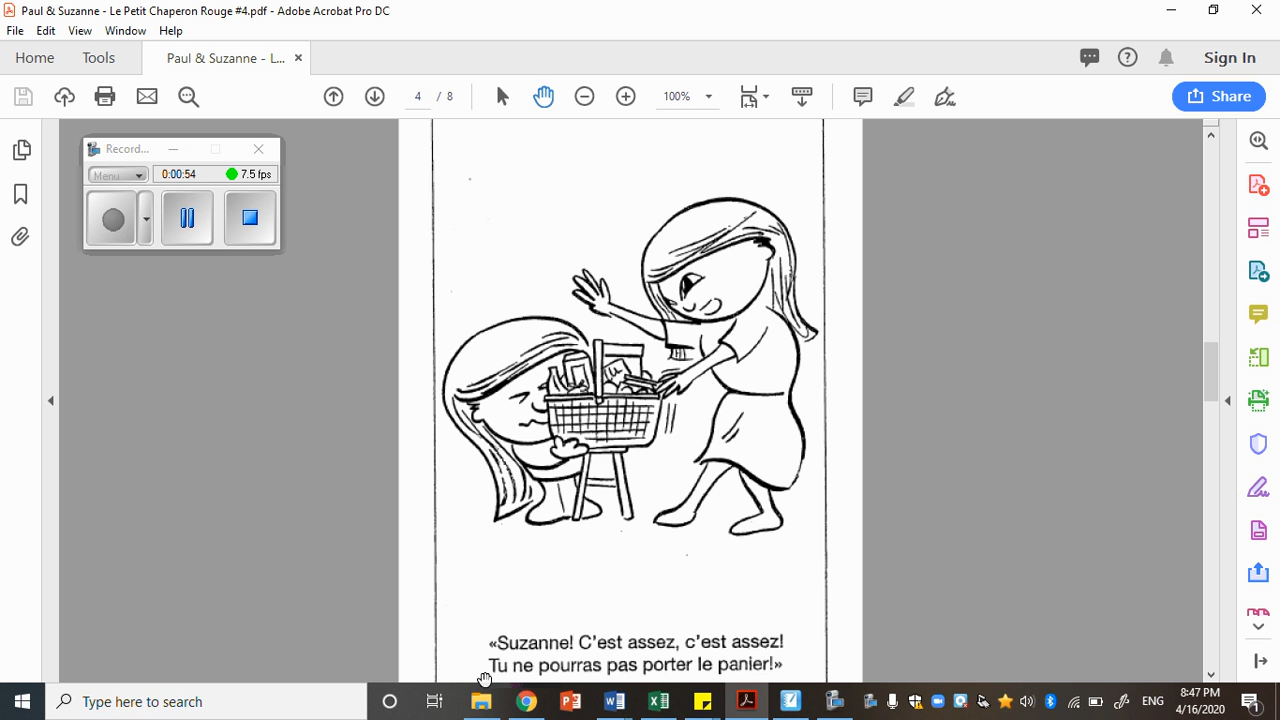 Paul & Suzanne - Le Petit Chaperon Rouge #4.pdf - Adobe Acrobat Pro DC
File Edit View Window Help
Home Tools Paul & Suzanne - L... × Sign In
4 / 8 100% Share
Record...
Menu 0:00:54 7.5 fps
«Suzanne! C'est assez, c'est assez!
Tu ne pourras pas porter le panier!»
Type here to search
ENG
8:47 PM
4/16/2020
1